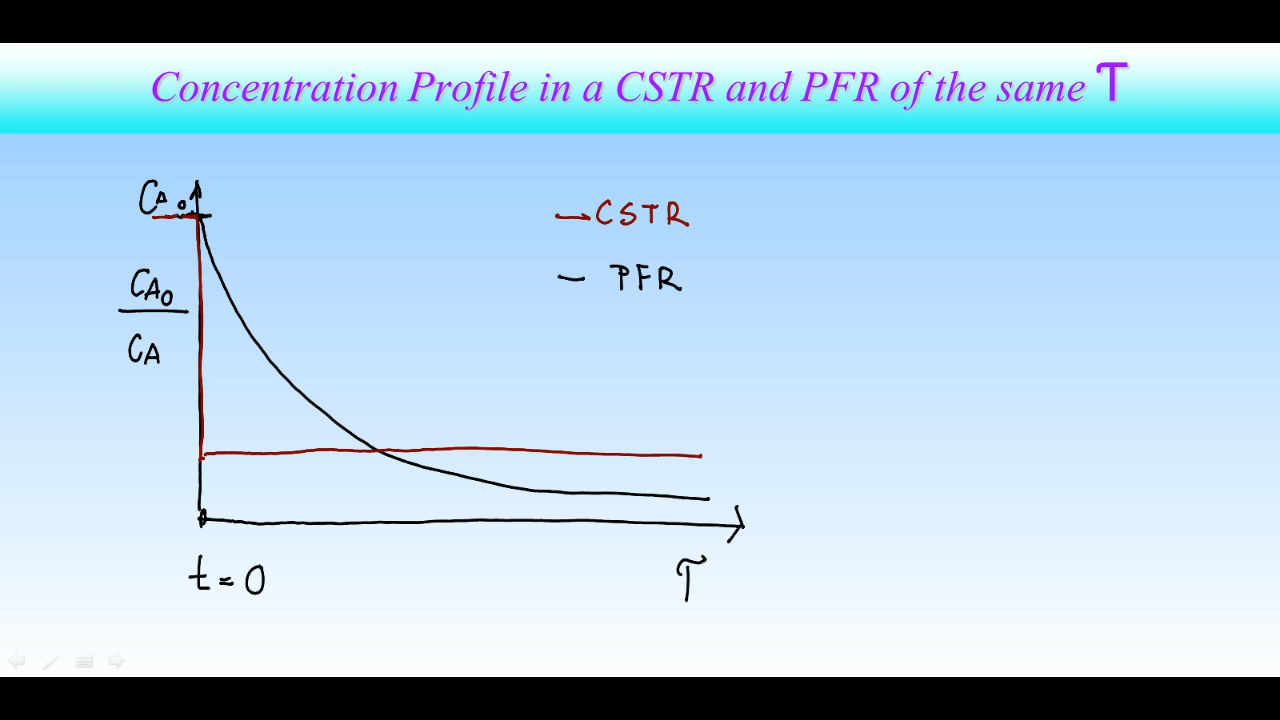 Concentration Profile in a CSTR and PFR of the same Ƭ
CA0
CSTR
CA0
PFR
CA
t = 0
τ